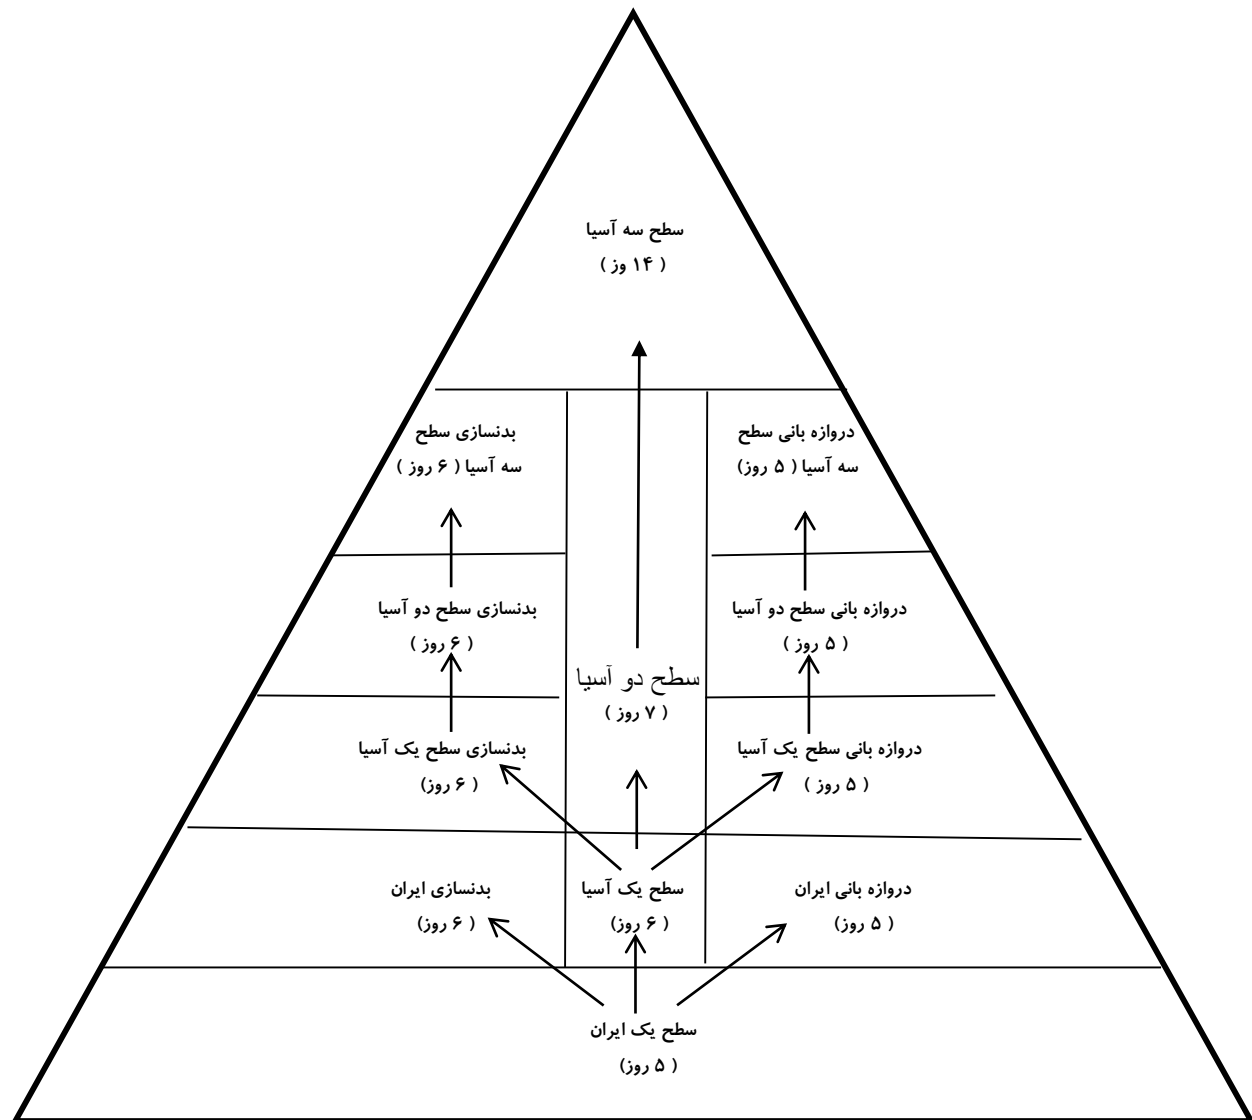 سطح سه آسیا
( ۱۴ وز )
دروازه بانی سطح
سه آسیا ( ۵ روز)
بدنسازی سطح
سه آسیا ( ۶ روز )
دروازه بانی سطح دو آسیا
( ۵ روز )
بدنسازی سطح دو آسیا
( ۶ روز )
سطح دو آسیا
( ۷ روز )
دروازه بانی سطح یک آسیا
( ۵ روز )
بدنسازی سطح یک آسیا
( ۶ روز)
دروازه بانی ایران
( ۵ روز)
سطح یک آسیا
( ۶ روز)
بدنسازی ایران
( ۶ روز)
سطح یک ایران
( ۵ روز)